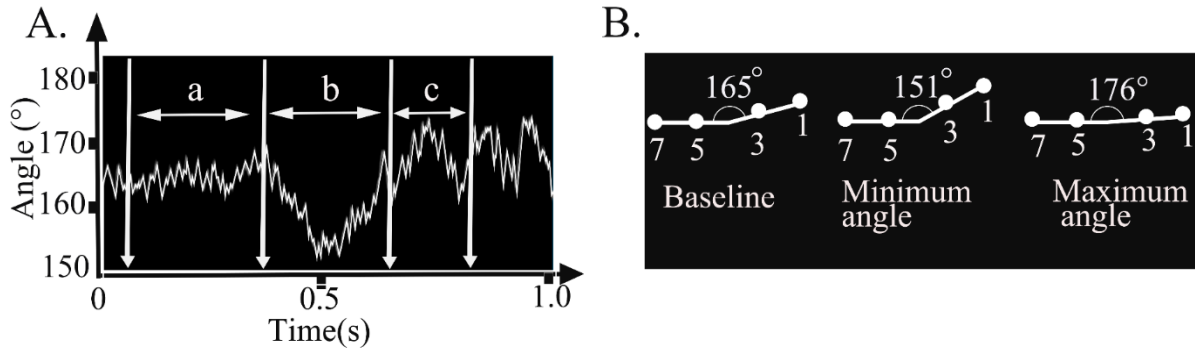 A.
180
170
160
150
Angle (°)
a
b
c
0
0.5
1.0
Time(s)
B.
165°
151°
176°
7 5 3 1
7 5 3 1
7 5 3 1
Baseline
Minimum
angle
Maximum
angle